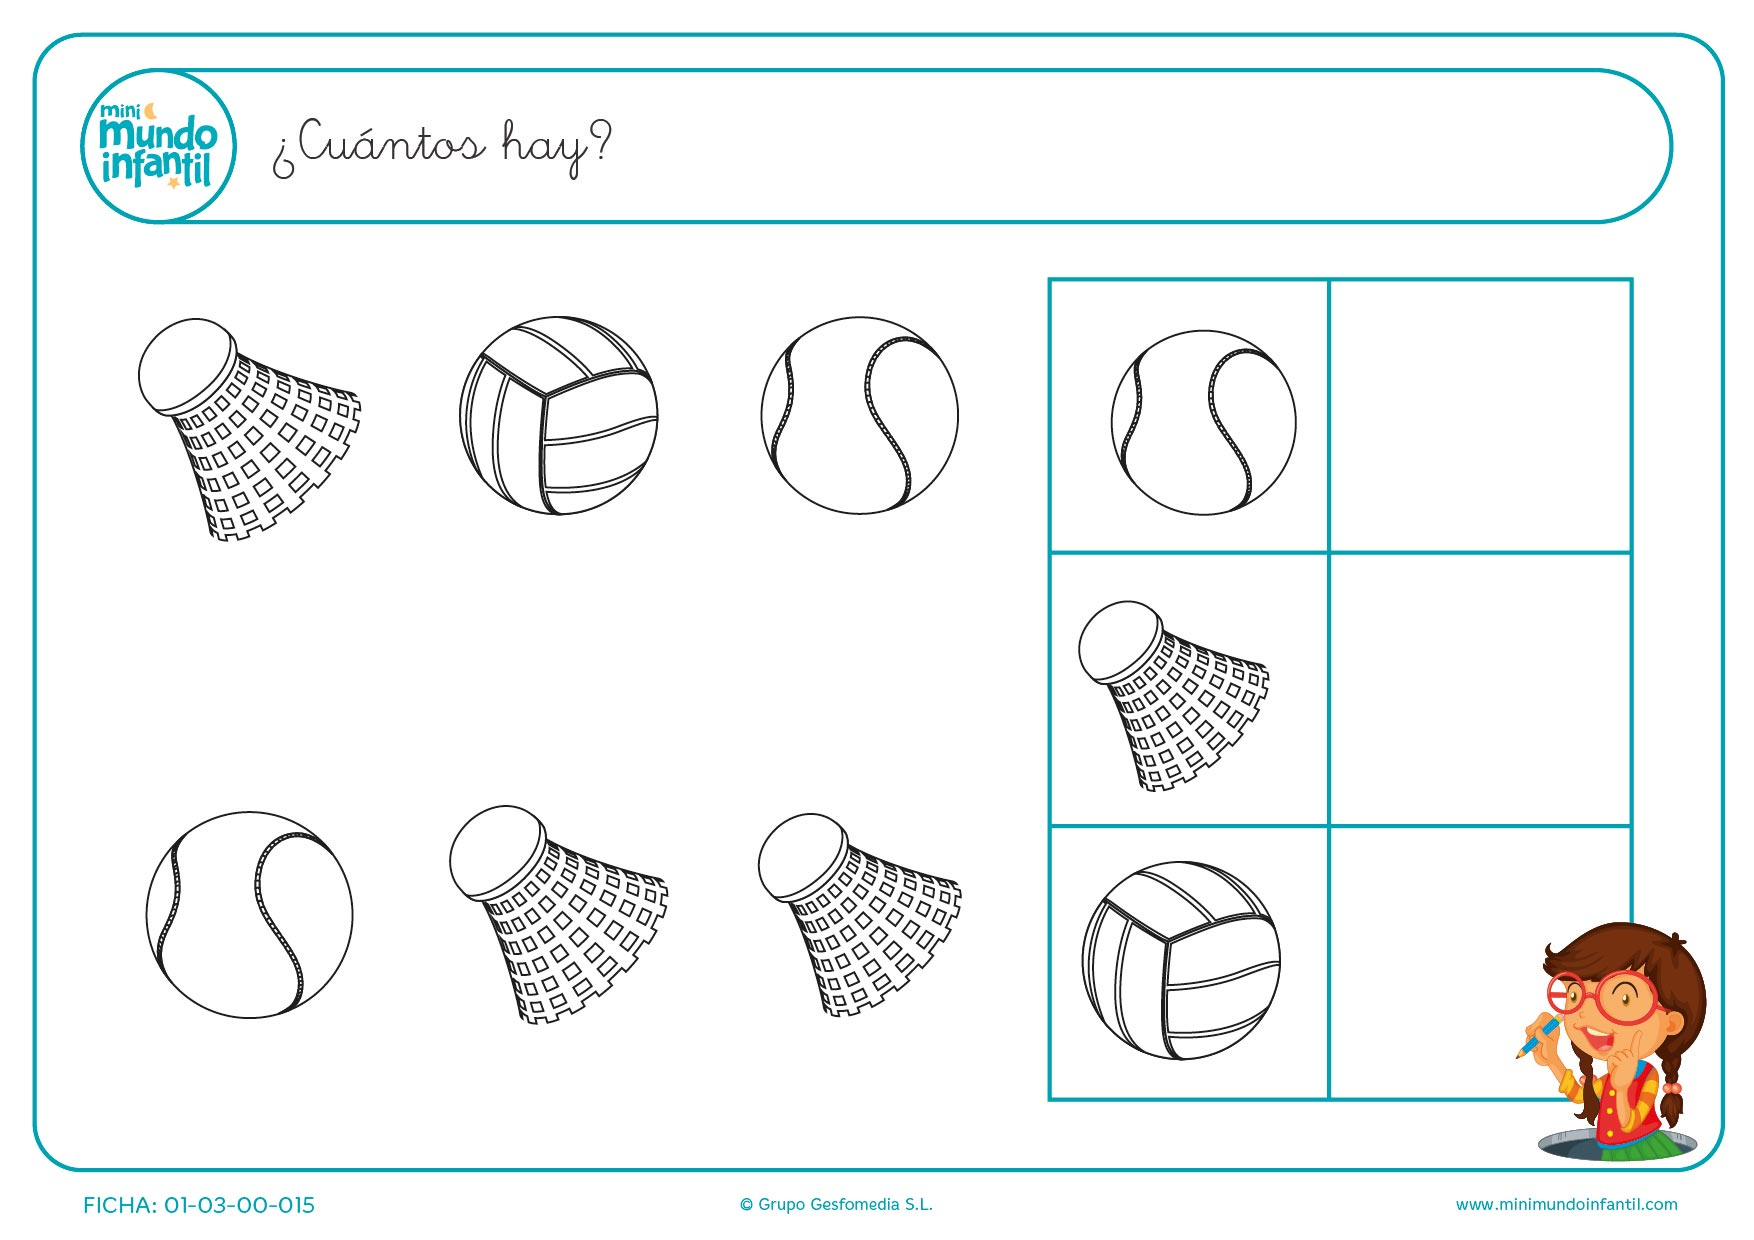 mini
mundo
infantil
¿Cuántos hay?
FICHA: 01-03-00-015
© Grupo Gesfomedia S.L.
www.minimundoinfantil.com